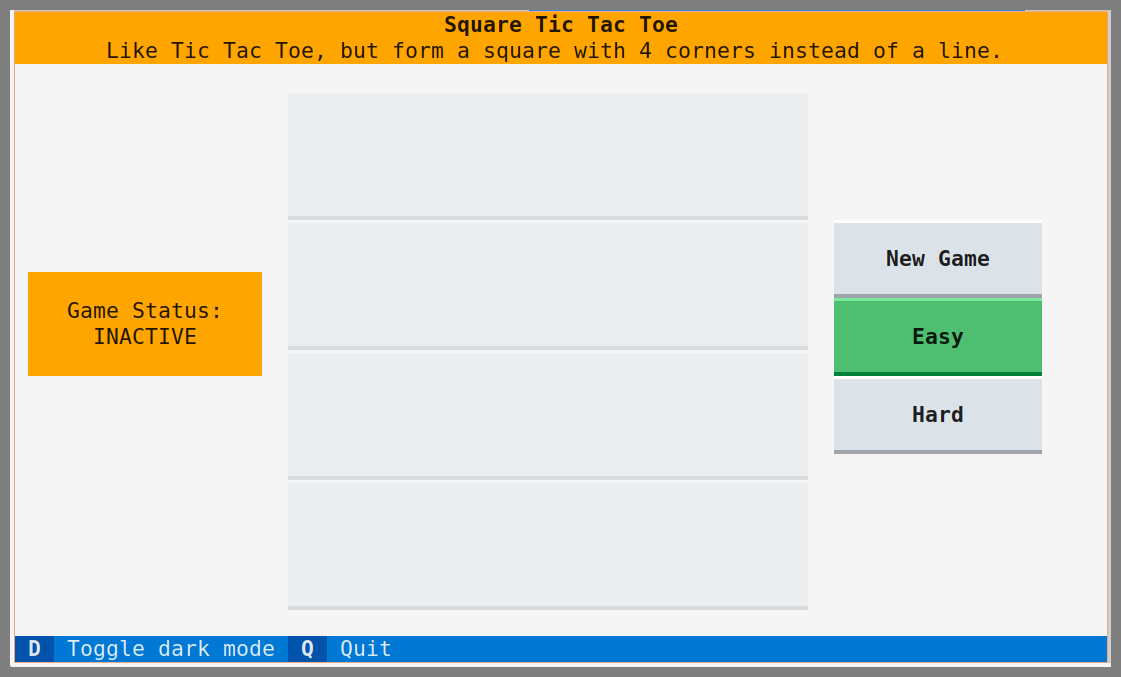 Square Tic Tac Toe
Like Tic Tac Toe, but form a square with 4 corners instead of a line.
Game Status:
INACTIVE
New Game
Easy
Hard
D Toggle dark mode Q Quit